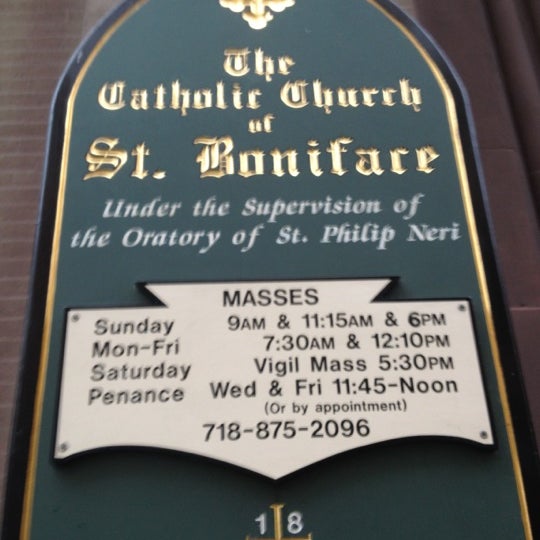 The
Catholic Church
of
St. Boniface
Under the Supervision of
the Oratory of St. Philip Neri
MASSES
Sunday 9AM & 11:15AM & 6PM
Mon-Fri 7:30AM & 12:10PM
Saturday Vigil Mass 5:30PM
Penance Wed & Fri 11:45-Noon
(Or by appointment)
718-875-2096
18